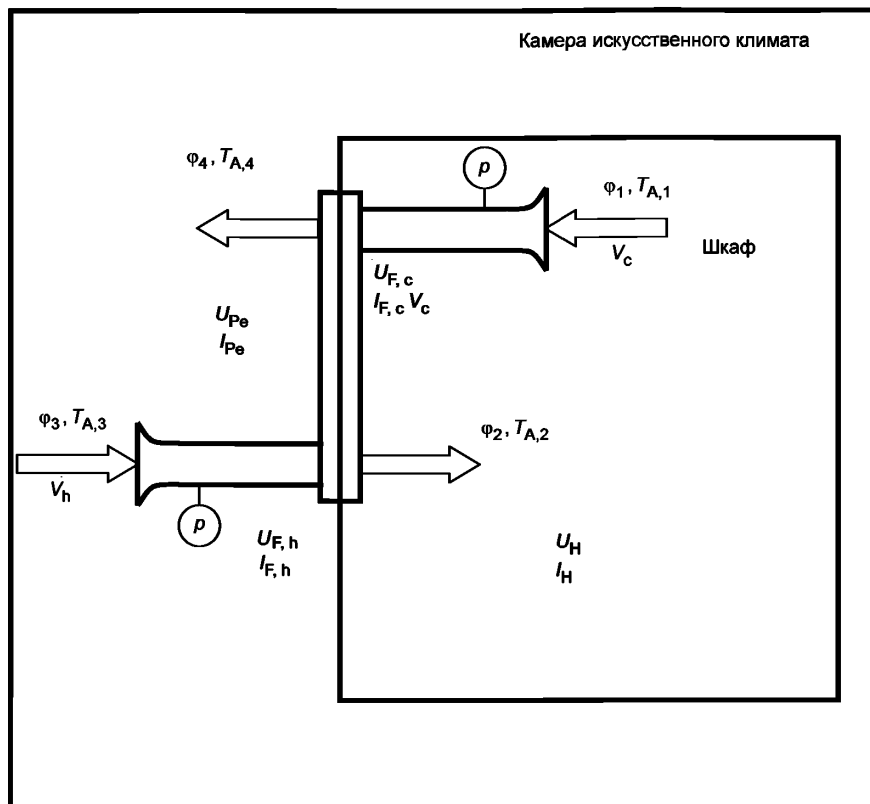 Камера искусственного климата
φ4, TA,4
p
φ1, TA,1
Vc
Шкаф
UF, c
IF, c Vc
UPe
IPe
φ3, TA,3
Vh
φ2, TA,2
p
UF, h
IF, h
UH
IH